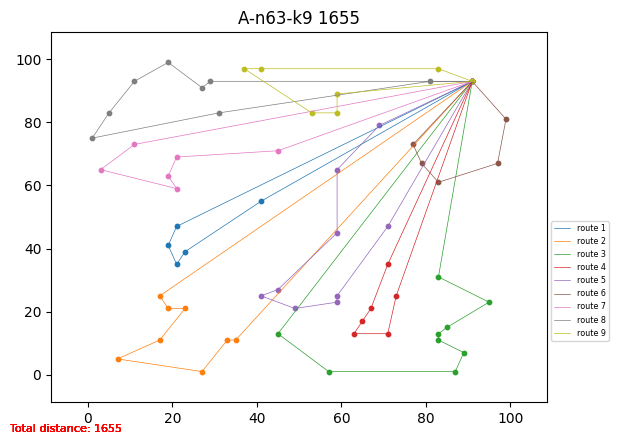 A-n63-k9 1655
100
80
60
40
20
0
0 20 40 60 80 100
route 1
route 2
route 3
route 4
route 5
route 6
route 7
route 8
route 9
Total distance: 1655